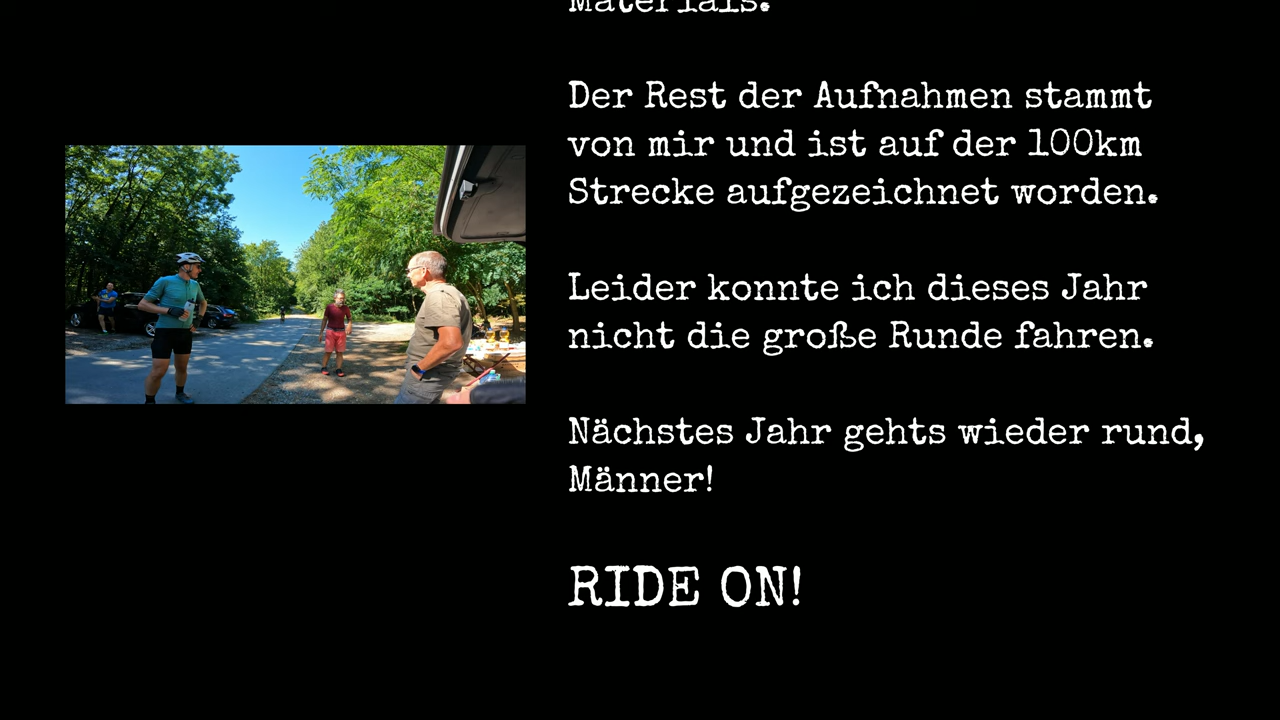 Materials.
Der Rest der Aufnahmen stammt
von mir und ist auf der 100km
Strecke aufgezeichnet worden.
Leider konnte ich dieses Jahr
nicht die große Runde fahren.
Nächstes Jahr gehts wieder rund,
Männer!
RIDE ON!